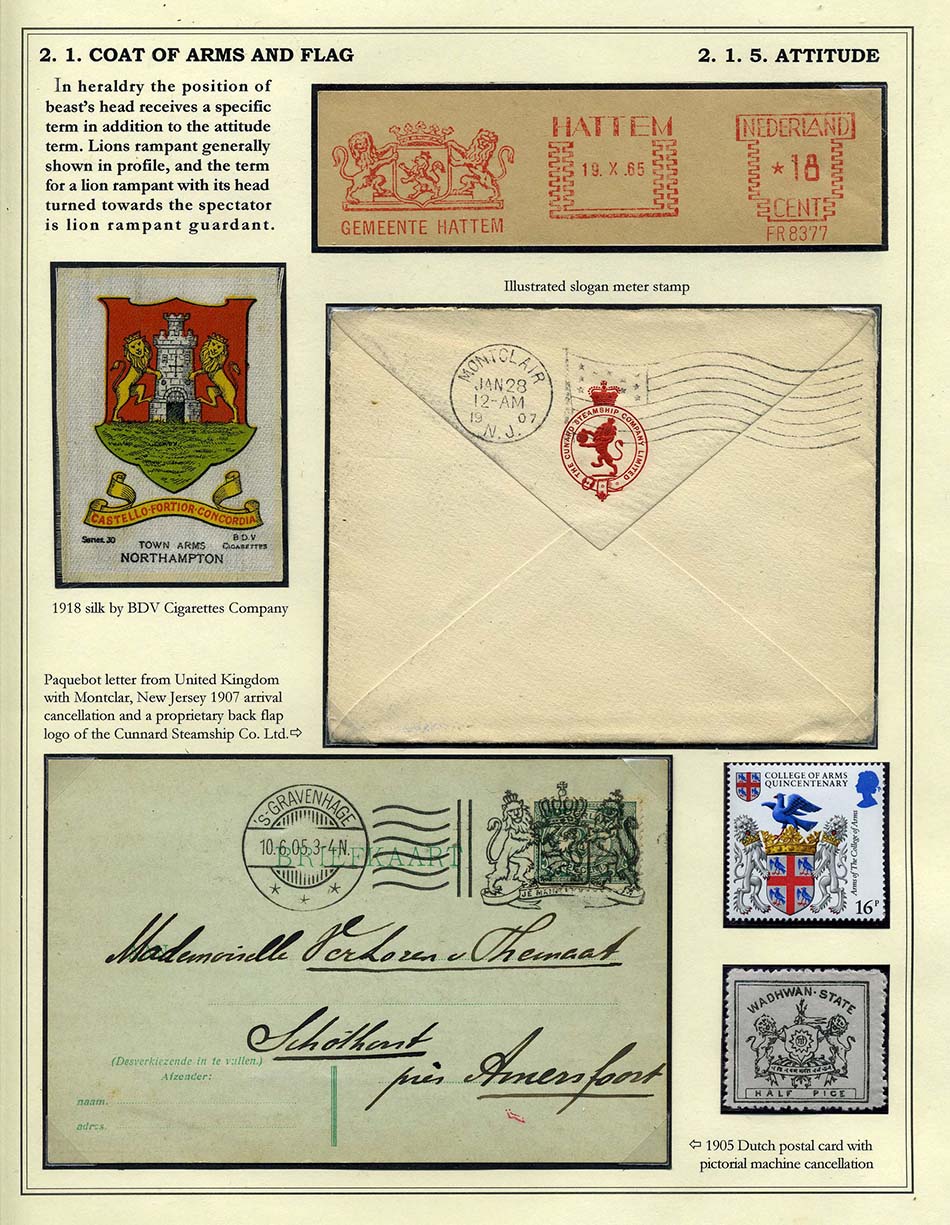 2. 1. COAT OF ARMS AND FLAG
2. 1. 5. ATTITUDE
In heraldry the position of
beast's head receives a specific
term in addition to the attitude
term. Lions rampant generally
shown in profile, and the term
for a lion rampant with its head
turned towards the spectator
is lion rampant guardant.
GEMEENTE HATTEM
HATTEM
19. X. 65
NEDERLAND
*18
CENT
FR8377
Illustrated slogan meter stamp
CASTELLO·FORTIOR·CONCORDIA
Series.30
TOWN ARMS
B.D.V
CIGARETTES
NORTHAMPTON
1918 silk by BDV Cigarettes Company
MONTCLAIR
JAN 28
12-AM
19 07
N. J.
THE CUNARD STEAMSHIP COMPANY LIMITED
Paquebot letter from United Kingdom
with Montclar, New Jersey 1907 arrival
cancellation and a proprietary back flap
logo of the Cunnard Steamship Co. Ltd.⇨
'S GRAVENHAGE
10.6.05.3-4.N.
BRIEFKAART
Mademoiselle Verloren v. Themaat
Schothorst
près Amersfoort
(Desverkiezende in te vullen.)
Afzender:
naam.
adres.
COLLEGE OF ARMS
QUINCENTENARY
Arms of The College of Arms
16P
WADHWAN·STATE
HALF PICE
⇦ 1905 Dutch postal card with
pictorial machine cancellation